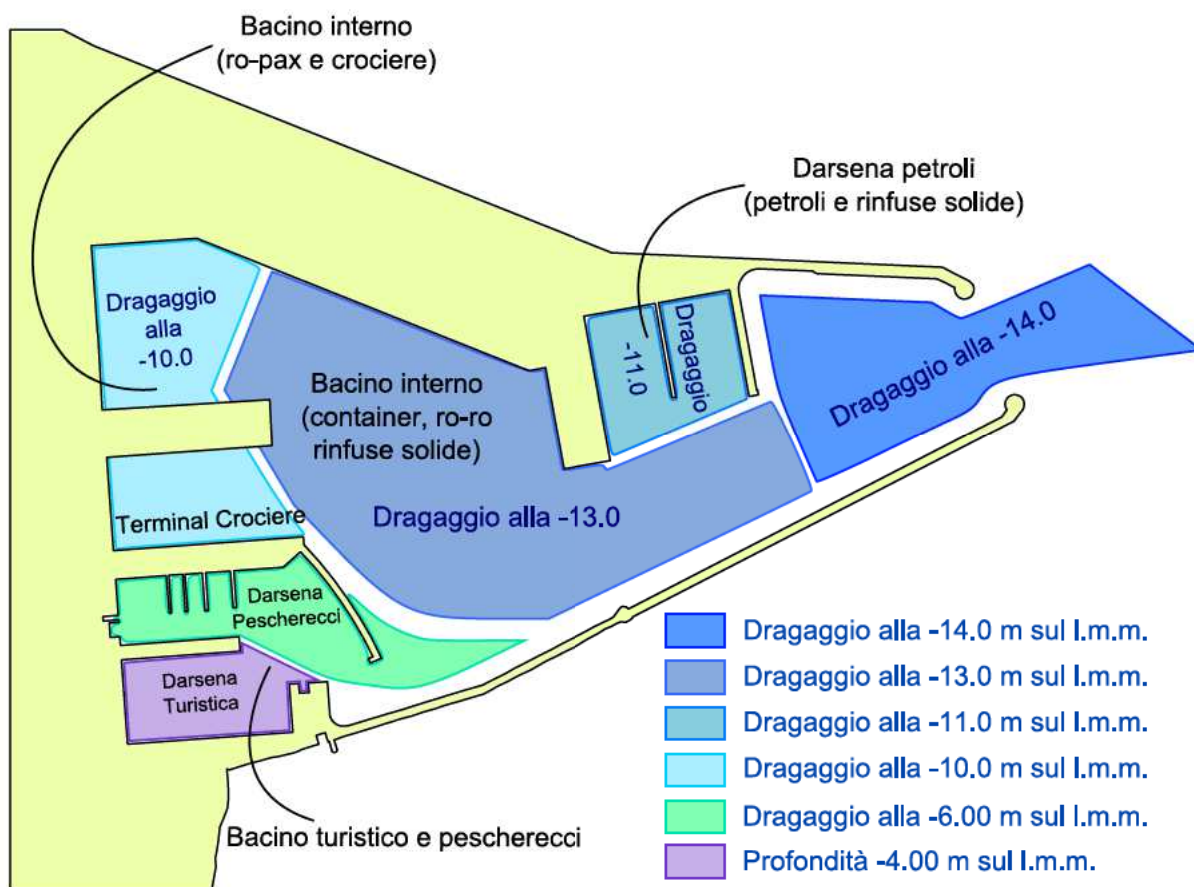 Bacino interno
(ro-pax e crociere)
Darsena petroli
(petroli e rinfuse solide)
Dragaggio
alla
-10.0
-11.0
Dragaggio
Dragaggio alla -14.0
Bacino interno
(container, ro-ro
rinfuse solide)
Dragaggio alla -13.0
Terminal Crociere
Darsena
Pescherecci
Darsena
Turistica
Bacino turistico e pescherecci
Dragaggio alla -14.0 m sul l.m.m.
Dragaggio alla -13.0 m sul l.m.m.
Dragaggio alla -11.0 m sul l.m.m.
Dragaggio alla -10.0 m sul l.m.m.
Dragaggio alla -6.00 m sul l.m.m.
Profondità -4.00 m sul l.m.m.